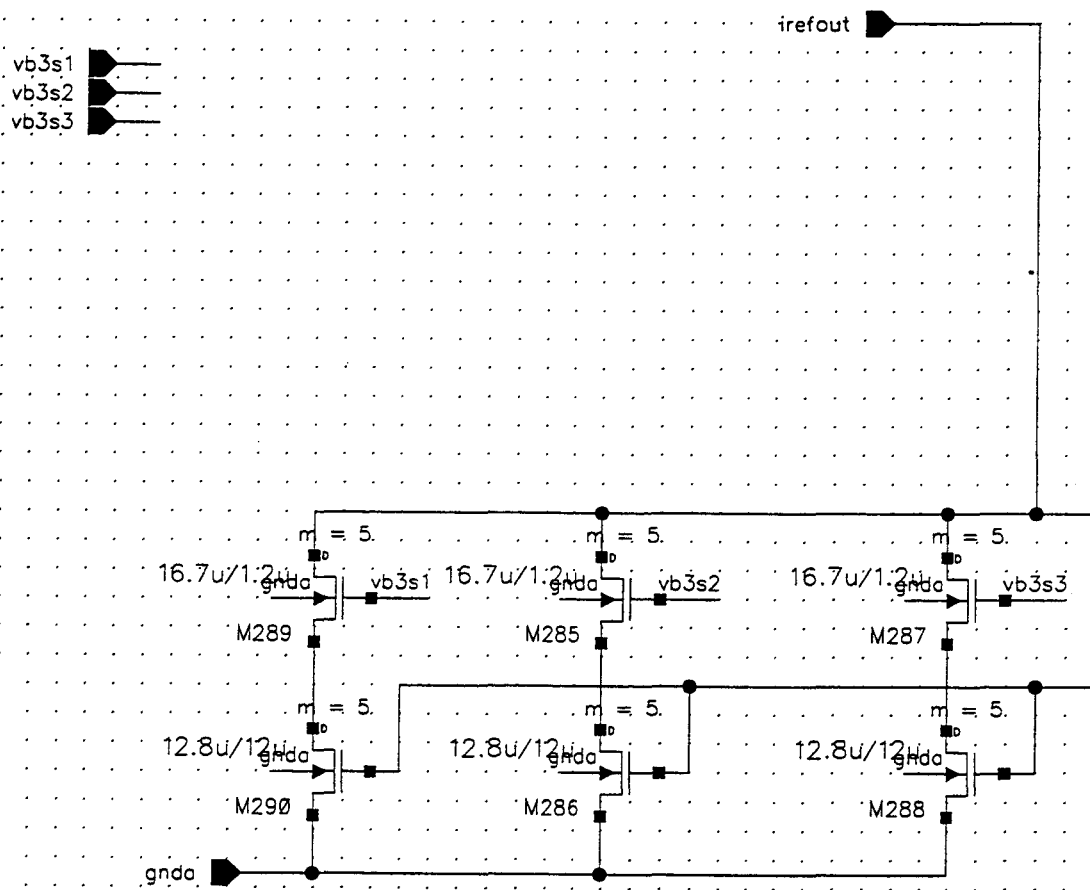 irefout
vb3s1
vb3s2
vb3s3
m = 5. m = 5. m = 5.
D D D
16.7u/1.2u gnda vb3s1 16.7u/1.2u gnda vb3s2 16.7u/1.2u gnda vb3s3
M289 M285 M287
m = 5. m = 5. m = 5.
D D D
12.8u/12u gnda 12.8u/12u gnda 12.8u/12u gnda
M290 M286 M288
gnda